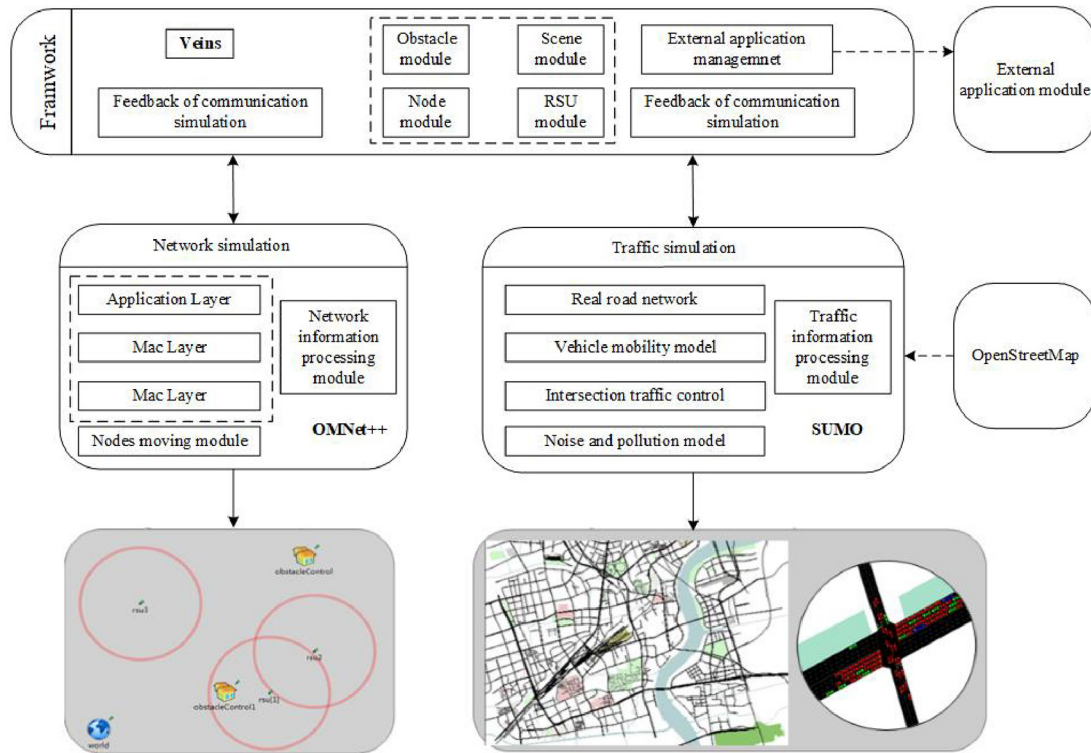 Framwork
Veins
Feedback of communication
simulation
Obstacle
module
Scene
module
Node
module
RSU
module
External application
managemnet
Feedback of communication
simulation
External
application module
Network simulation
Application Layer
Mac Layer
Mac Layer
Nodes moving module
Network
information
processing
module
OMNet++
Traffic simulation
Real road network
Vehicle mobility model
Intersection traffic control
Noise and pollution model
Traffic
information
processing
module
SUMO
OpenStreetMap
obstacleControl
rsu3
rsu2
rsu[1]
obstacleControl1
world